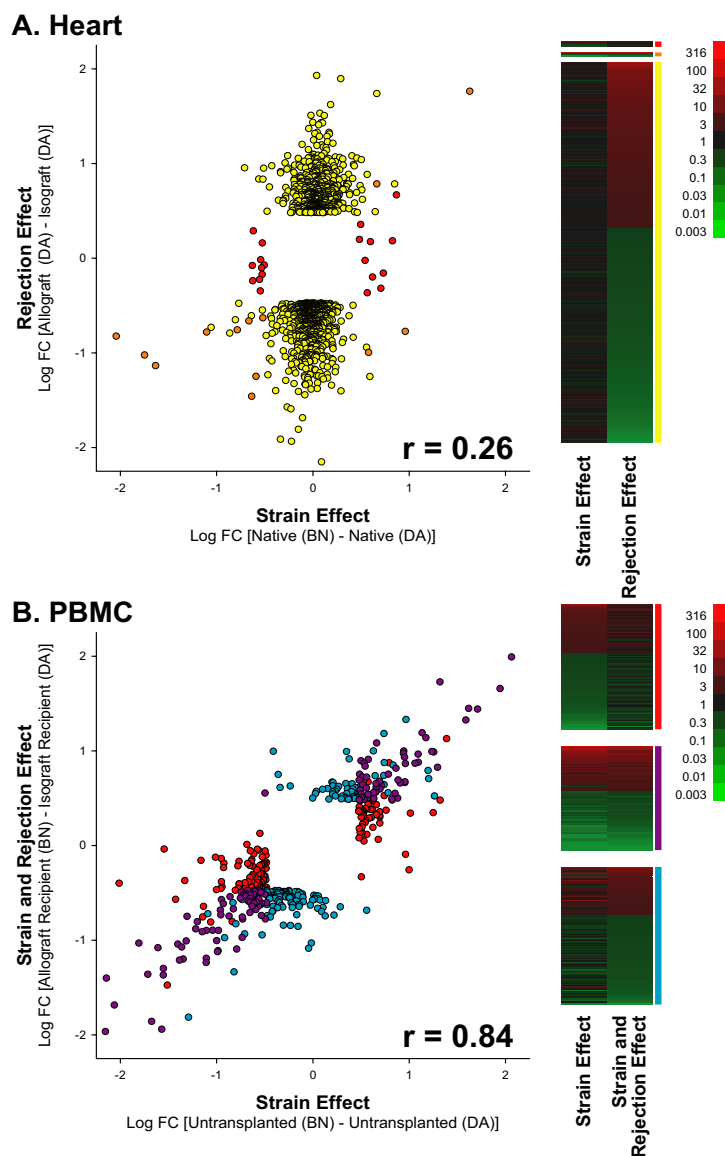 A. Heart
2
1
0
-1
-2
Rejection Effect
Log FC [Allograft (DA) - Isograft (DA)]
r = 0.26
-2
-1
0
1
2
Strain Effect
Log FC [Native (BN) - Native (DA)]
316
100
32
10
3
1
0.3
0.1
0.03
0.01
0.003
Strain Effect
Rejection Effect
B. PBMC
2
1
0
-1
-2
Strain and Rejection Effect
Log FC [Allograft Recipient (BN) - Isograft Recipient (DA)]
r = 0.84
-2
-1
0
1
2
Strain Effect
Log FC [Untransplanted (BN) - Untransplanted (DA)]
316
100
32
10
3
1
0.3
0.1
0.03
0.01
0.003
Strain Effect
Strain and
Rejection Effect